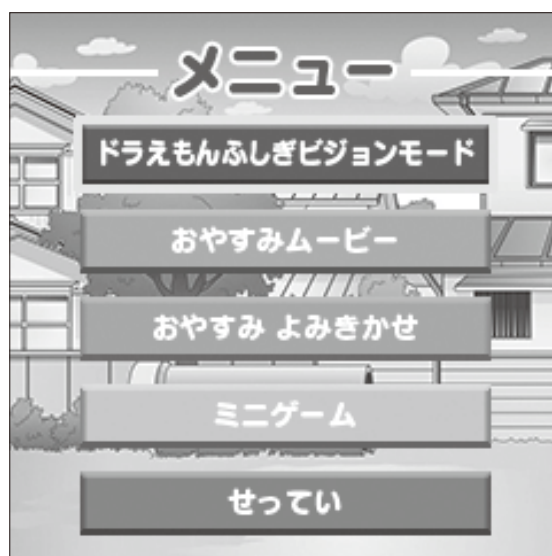 メニュー
ドラえもんふしぎビジョンモード
おやすみムービー
おやすみ よみきかせ
ミニゲーム
せってい